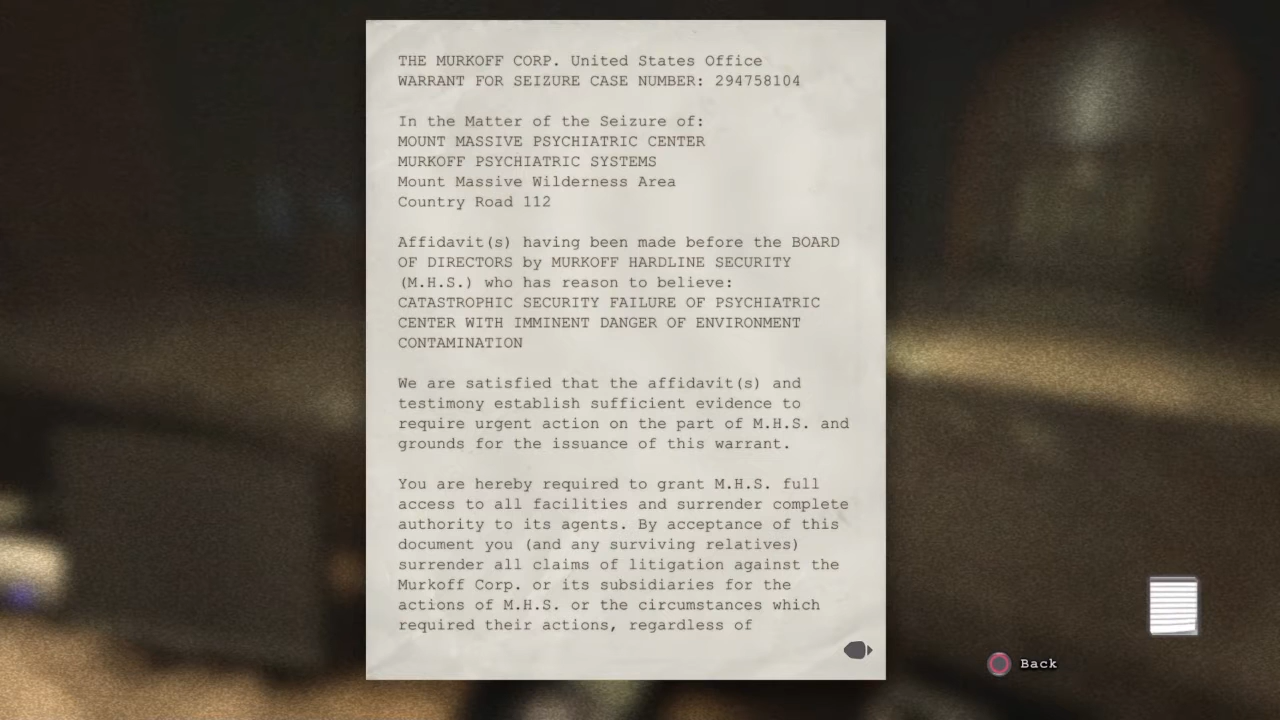 THE MURKOFF CORP. United States Office
WARRANT FOR SEIZURE CASE NUMBER: 294758104
In the Matter of the Seizure of:
MOUNT MASSIVE PSYCHIATRIC CENTER
MURKOFF PSYCHIATRIC SYSTEMS
Mount Massive Wilderness Area
Country Road 112
Affidavit(s) having been made before the BOARD
OF DIRECTORS by MURKOFF HARDLINE SECURITY
(M.H.S.) who has reason to believe:
CATASTROPHIC SECURITY FAILURE OF PSYCHIATRIC
CENTER WITH IMMINENT DANGER OF ENVIRONMENT
CONTAMINATION
We are satisfied that the affidavit(s) and
testimony establish sufficient evidence to
require urgent action on the part of M.H.S. and
grounds for the issuance of this warrant.
You are hereby required to grant M.H.S. full
access to all facilities and surrender complete
authority to its agents. By acceptance of this
document you (and any surviving relatives)
surrender all claims of litigation against the
Murkoff Corp. or its subsidiaries for the
actions of M.H.S. or the circumstances which
required their actions, regardless of
Back